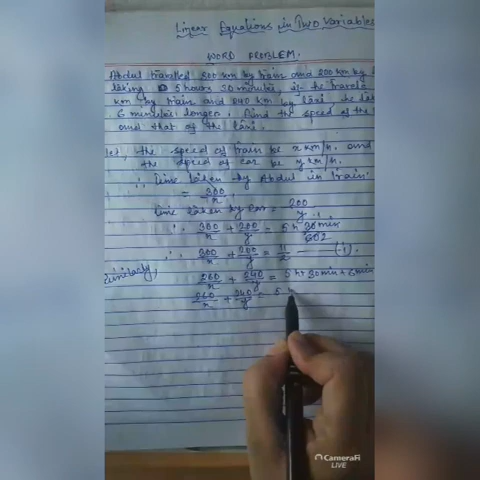 Linear Equations in Two Variables
WORD PROBLEM.
Abdul travelled 300 km by train and 200 km by
taking 5 hours 30 minutes. if he travels
km by train and 240 km by taxi, he
6 minutes longer. Find the speed of the
and that of the taxi.
let, the speed of train be x km/h. and
the speed of car be y km/h.
∴ time taken by Abdul in train
= 300/x,
time taken by car = 200/y
∴ 300/x + 200/y = 5 h 30 min
∴ 300/x + 200/y = 11/2 — (1)
Similarly,
260/x + 240/y = 5 hr 30 min + 6 min
260/x + 240/y = 5
CameraFi
LIVE